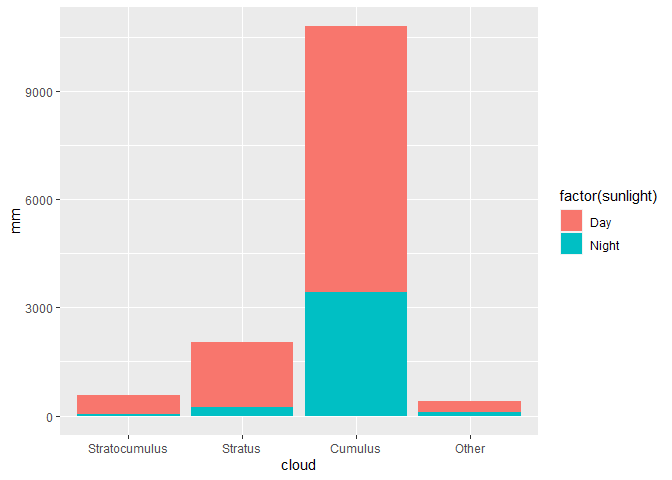 mm
9000
6000
3000
0
Stratocumulus Stratus Cumulus Other
cloud
factor(sunlight)
Day
Night